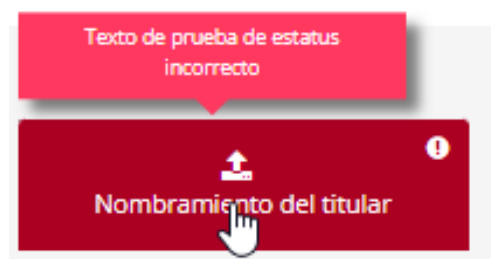 Texto de prueba de estatus
incorrecto
Nombramiento del titular